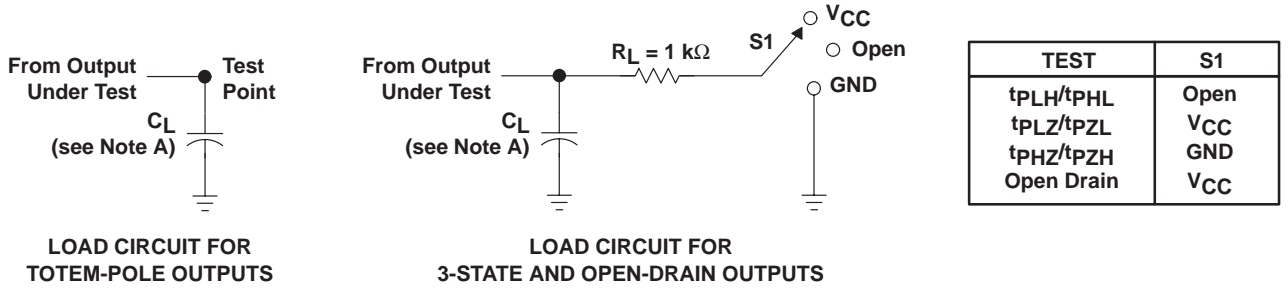 From Output
Under Test
Test
Point
CL
(see Note A)
LOAD CIRCUIT FOR
TOTEM-POLE OUTPUTS
From Output
Under Test
RL = 1 kΩ
S1
VCC
Open
GND
CL
(see Note A)
LOAD CIRCUIT FOR
3-STATE AND OPEN-DRAIN OUTPUTS
TEST S1
tPLH/tPHL Open
tPLZ/tPZL VCC
tPHZ/tPZH GND
Open Drain VCC